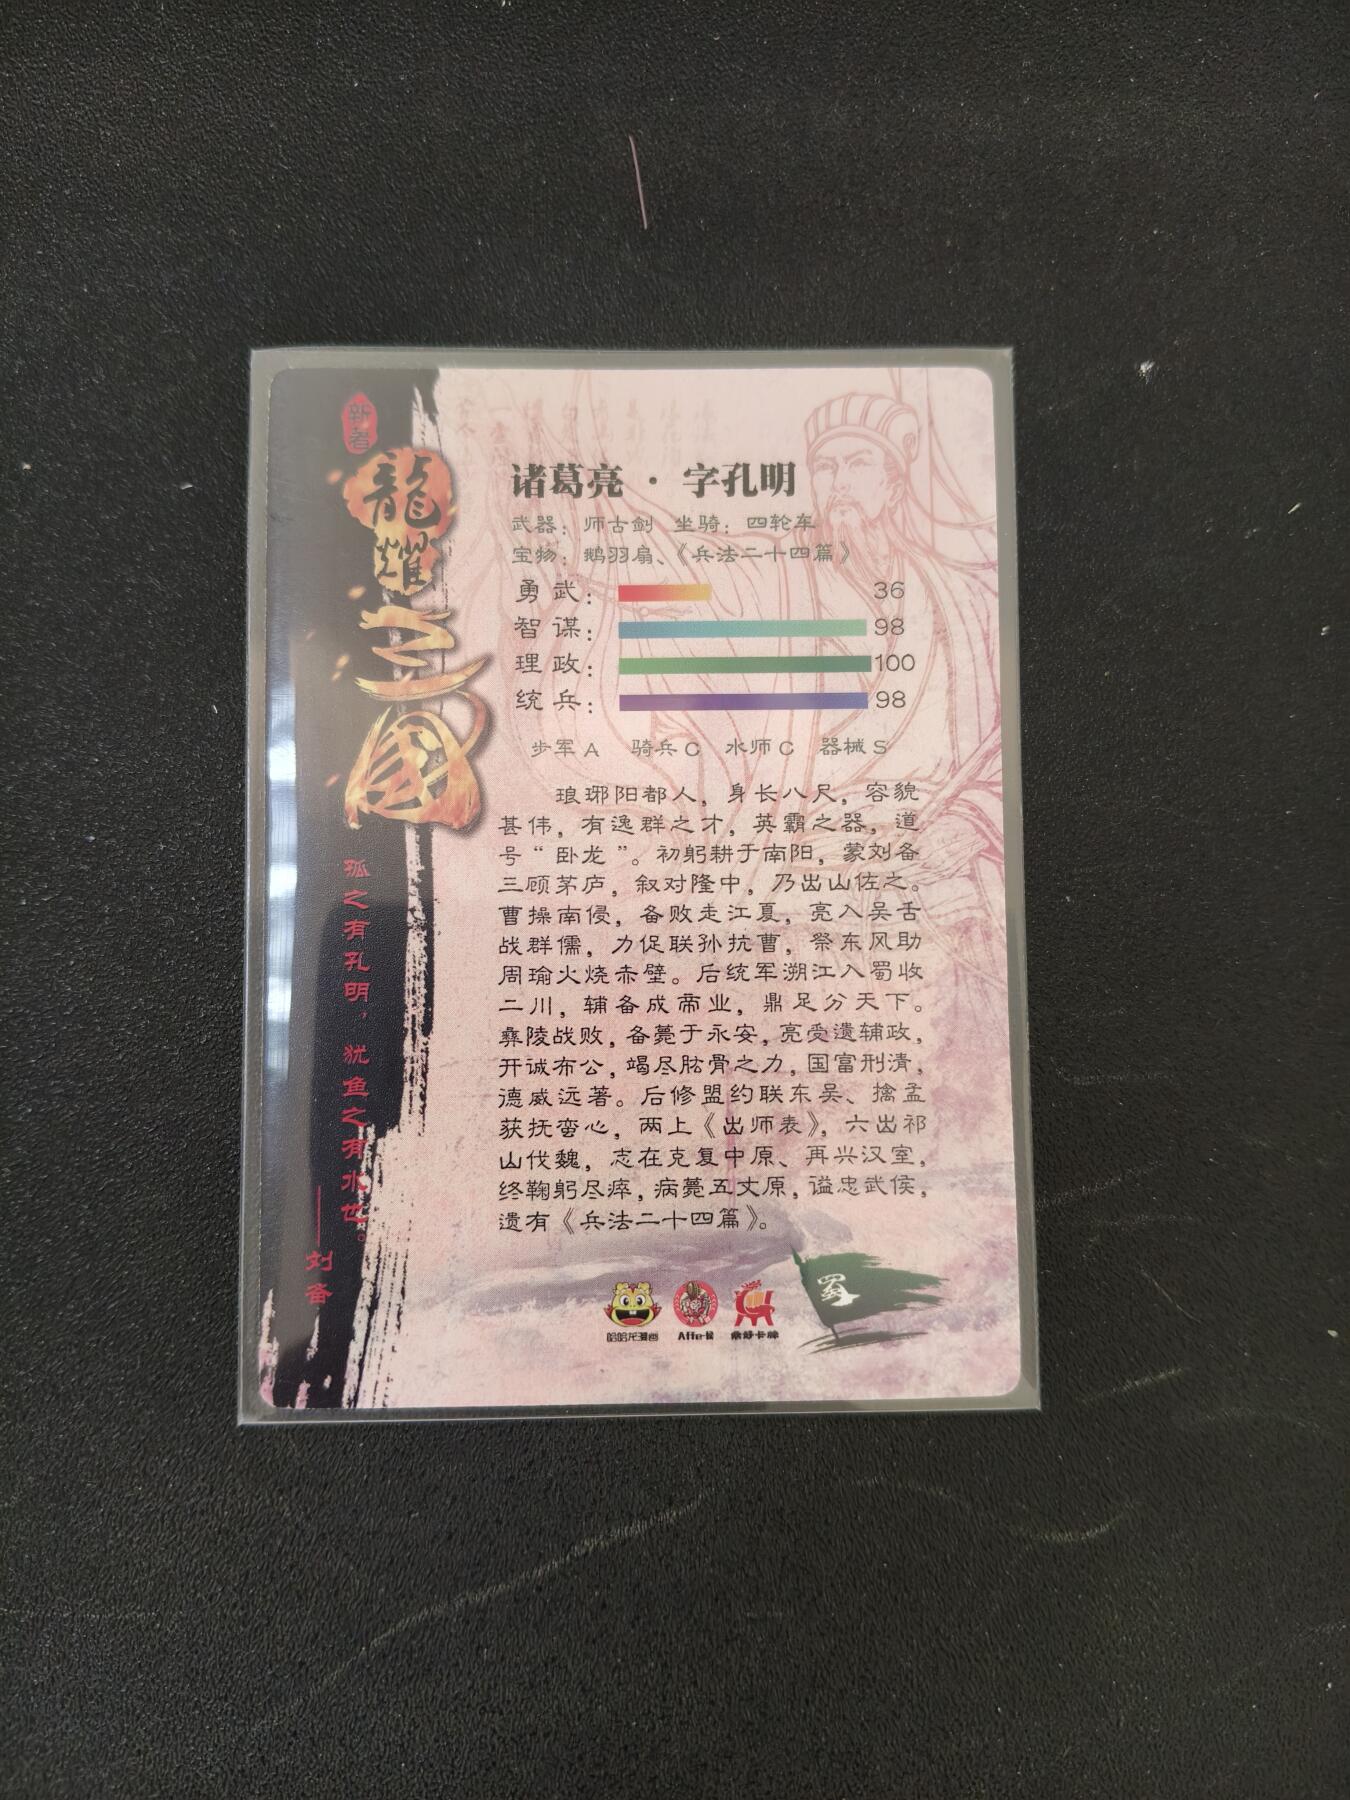 龍耀之国
孤之有孔明，犹鱼之有水也。
——刘备
诸葛亮 · 字孔明
武器：师古剑 坐骑：四轮车
宝物：鹅羽扇、《兵法二十四篇》
勇武： 36
智谋： 98
理政： 100
统兵： 98
步军A 骑兵C 水师C 器械S
琅琊阳都人，身长八尺，容貌
甚伟，有逸群之才，英霸之器，道
号“卧龙”。初躬耕于南阳，蒙刘备
三顾茅庐，叙对隆中，乃出山佐之。
曹操南侵，备败走江夏，亮入吴舌
战群儒，力促联孙抗曹，祭东风助
周瑜火烧赤壁。后统军溯江入蜀收
二川，辅备成帝业，鼎足分天下。
彝陵战败，备薨于永安，亮受遗辅政，
开诚布公，竭尽肱骨之力，国富刑清，
德威远著。后修盟约联东吴、擒孟
获抚蛮心，两上《出师表》，六出祁
山伐魏，志在克复中原、再兴汉室，
终鞠躬尽瘁，病薨五丈原，谥忠武侯，
遗有《兵法二十四篇》。
蜀
哈哈龙漫画